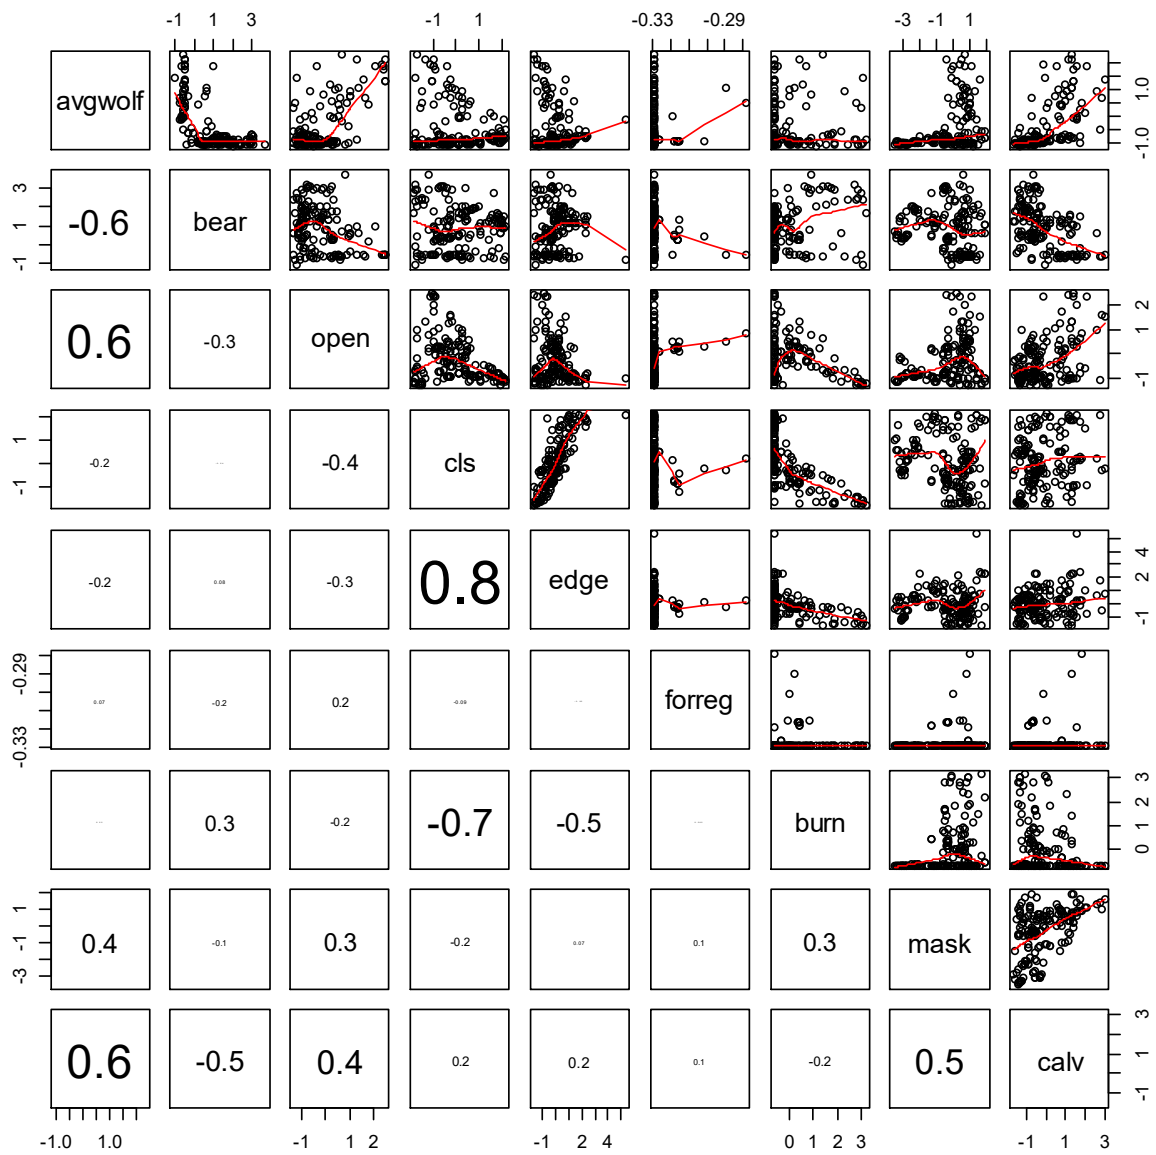 -1 1 3 -1 1 2 -0.33 -0.29 -3 -1 1
avgwolf 1.0 -1.0
3 1 -1 -0.6 bear
0.6 -0.3 open 2 1 -1
1 -1 -0.2 -0.4 cls
-0.2 0.08 -0.3 0.8 edge 4 2 -1
-0.29 -0.33 0.07 -0.2 0.2 -0.09 forreg
0.3 -0.2 -0.7 -0.5 burn 3 2 1 0
1 -1 -3 0.4 -0.1 0.3 -0.2 0.07 0.1 0.3 mask
0.6 -0.5 0.4 0.2 0.2 0.1 -0.2 0.5 calv 3 1 -1
-1.0 1.0 -1 1 2 -1 2 4 0 1 2 3 -1 1 3